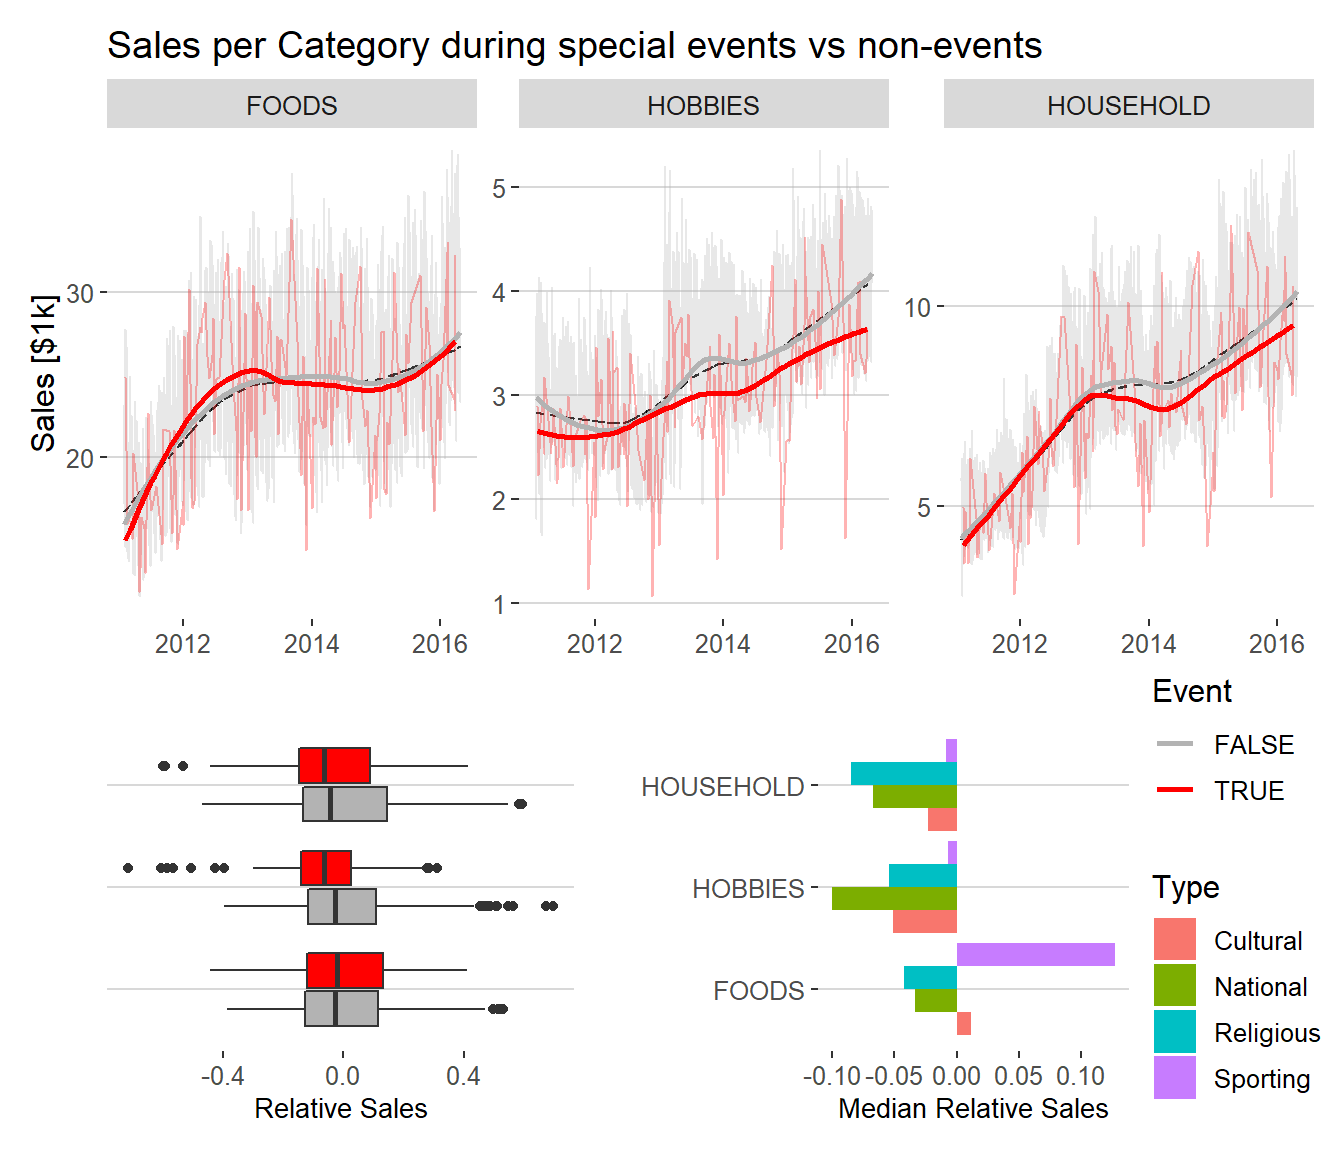 Sales per Category during special events vs non-events
FOODS
HOBBIES
HOUSEHOLD
Sales [$1k]
30
20
5
4
3
2
1
10
5
2012 2014 2016
2012 2014 2016
2012 2014 2016
-0.4 0.0 0.4
Relative Sales
HOUSEHOLD
HOBBIES
FOODS
-0.10 -0.05 0.00 0.05 0.10
Median Relative Sales
Event
FALSE
TRUE
Type
Cultural
National
Religious
Sporting